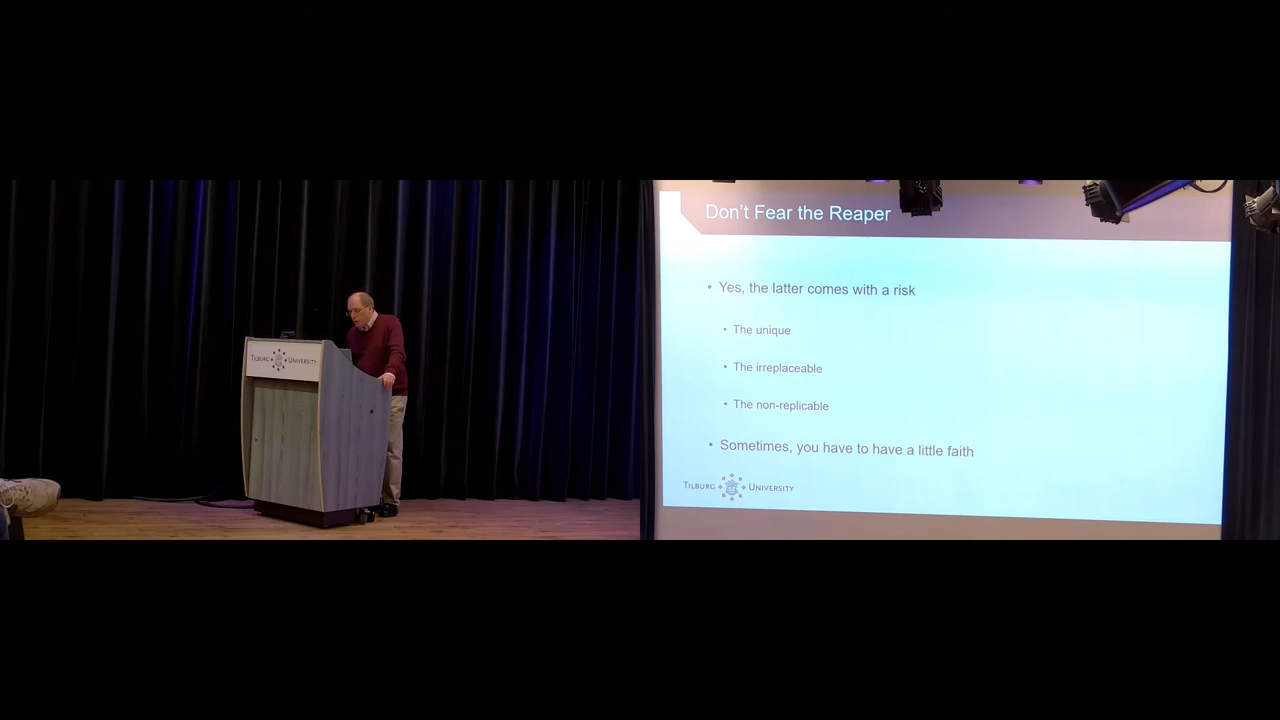 TILBURG UNIVERSITY
Don't Fear the Reaper
• Yes, the latter comes with a risk
• The unique
• The irreplaceable
• The non-replicable
• Sometimes, you have to have a little faith
TILBURG UNIVERSITY